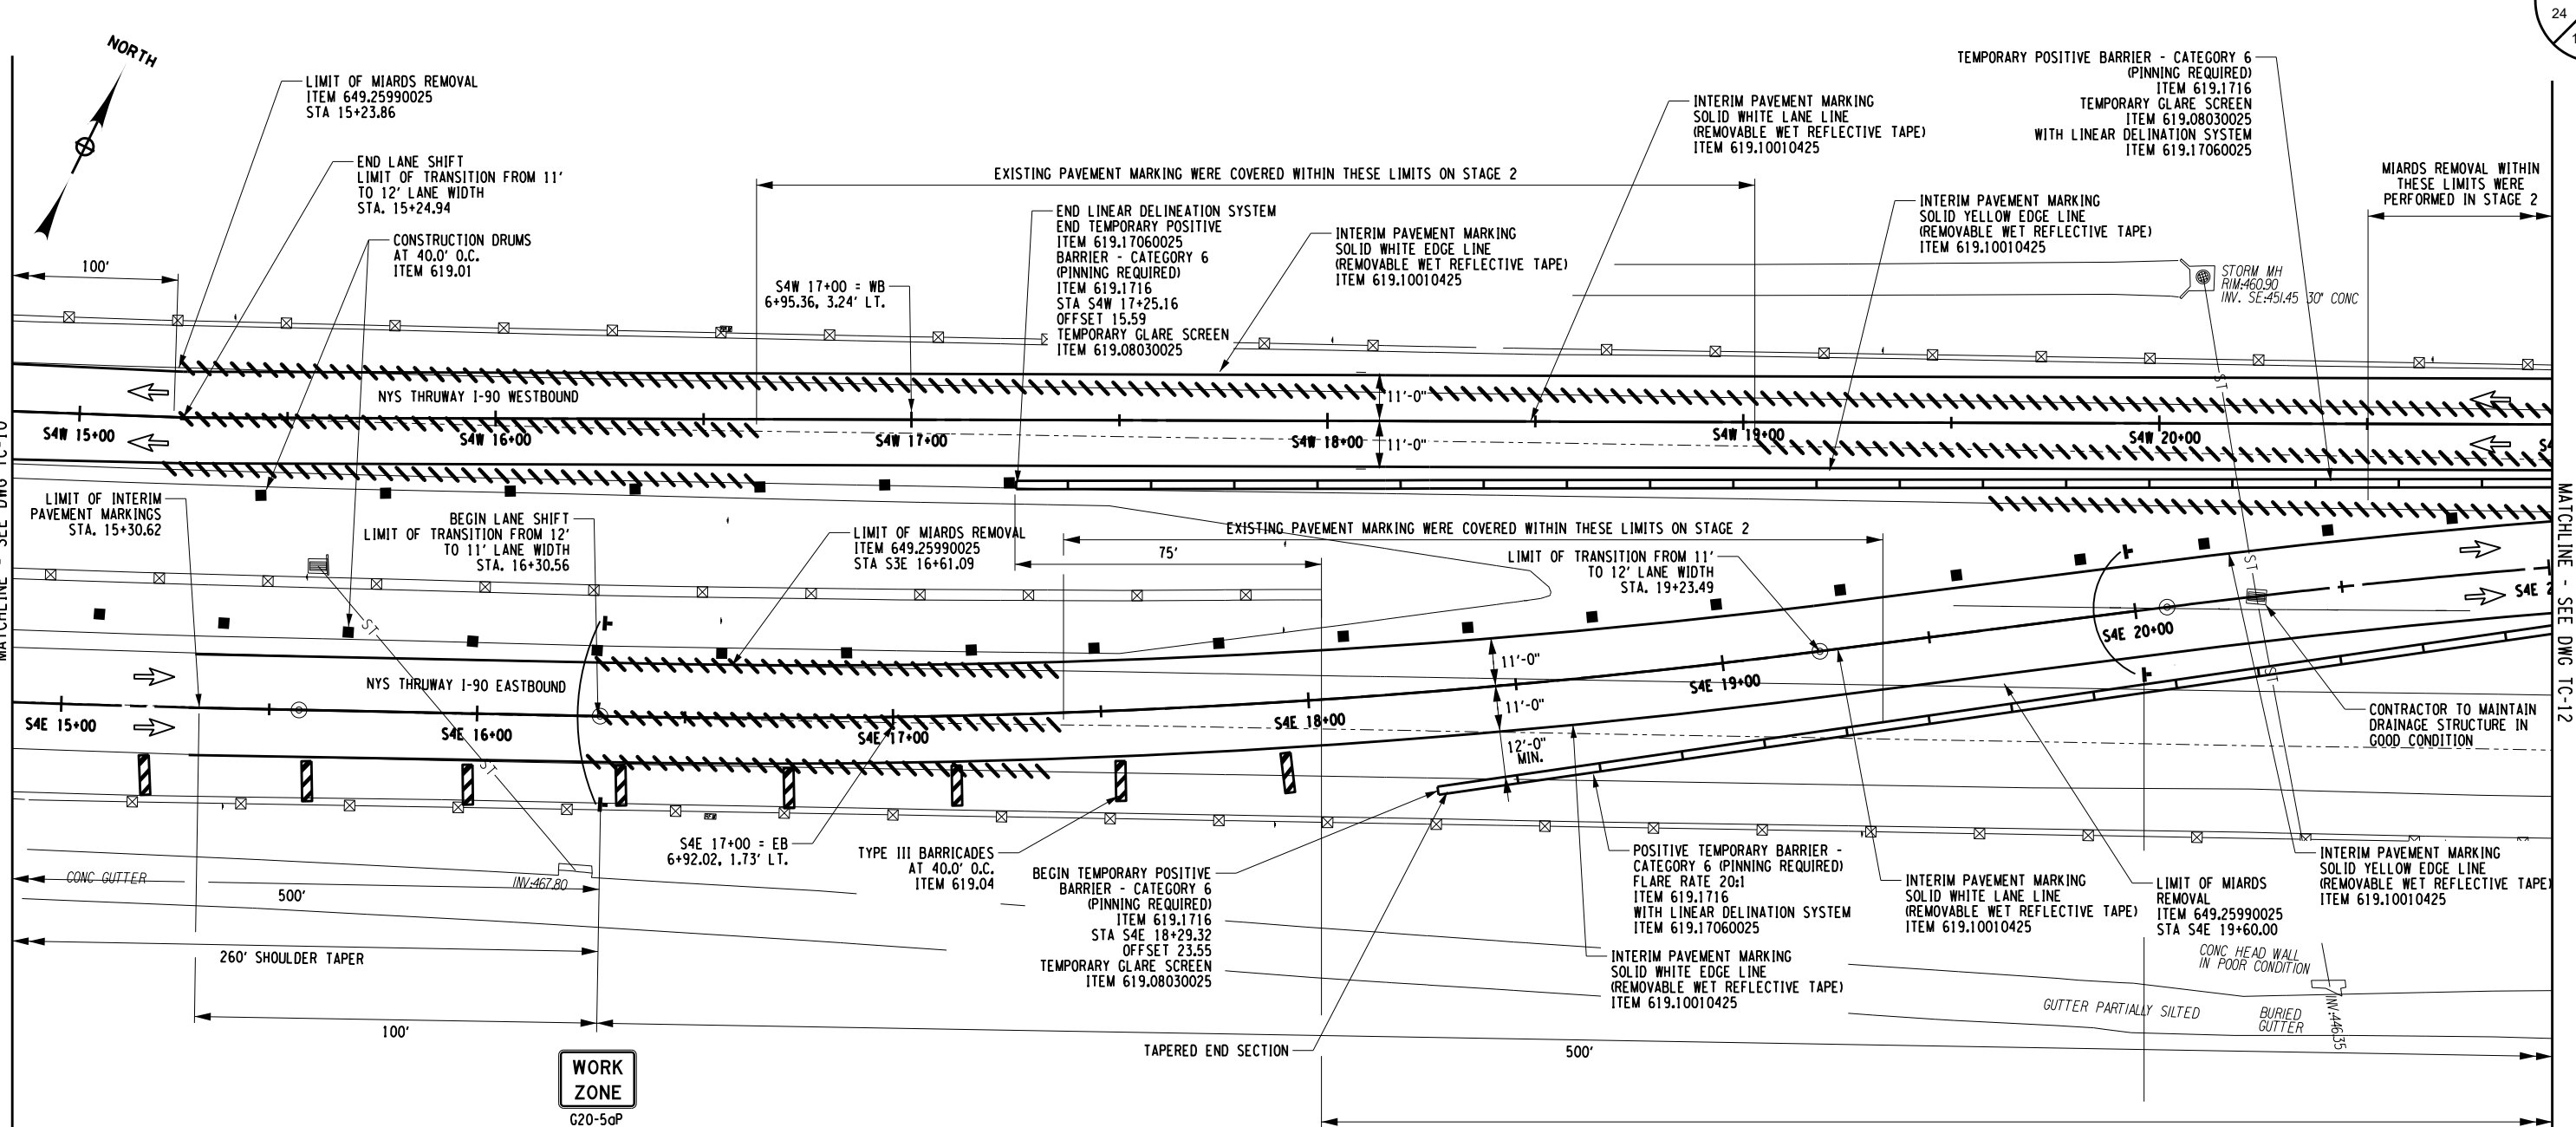 24
NORTH
LIMIT OF MIARDS REMOVAL
ITEM 649.25990025
STA 15+23.86
END LANE SHIFT
LIMIT OF TRANSITION FROM 11'
TO 12' LANE WIDTH
STA. 15+24.94
CONSTRUCTION DRUMS
AT 40.0' O.C.
ITEM 619.01
100'
EXISTING PAVEMENT MARKING WERE COVERED WITHIN THESE LIMITS ON STAGE 2
S4W 17+00 = WB
6+95.36, 3.24' LT.
END LINEAR DELINEATION SYSTEM
END TEMPORARY POSITIVE
ITEM 619.17060025
BARRIER - CATEGORY 6
(PINNING REQUIRED)
ITEM 619.1716
STA S4W 17+25.16
OFFSET 15.59
TEMPORARY GLARE SCREEN
ITEM 619.08030025
INTERIM PAVEMENT MARKING
SOLID WHITE EDGE LINE
(REMOVABLE WET REFLECTIVE TAPE)
ITEM 619.10010425
INTERIM PAVEMENT MARKING
SOLID WHITE LANE LINE
(REMOVABLE WET REFLECTIVE TAPE)
ITEM 619.10010425
TEMPORARY POSITIVE BARRIER - CATEGORY 6
(PINNING REQUIRED)
ITEM 619.1716
TEMPORARY GLARE SCREEN
ITEM 619.08030025
WITH LINEAR DELINATION SYSTEM
ITEM 619.17060025
INTERIM PAVEMENT MARKING
SOLID YELLOW EDGE LINE
(REMOVABLE WET REFLECTIVE TAPE)
ITEM 619.10010425
MIARDS REMOVAL WITHIN
THESE LIMITS WERE
PERFORMED IN STAGE 2
STORM MH
RIM:460.90
INV. SE:451.45 30" CONC
NYS THRUWAY I-90 WESTBOUND
11'-0"
11'-0"
S4W 15+00
S4W 16+00
S4W 17+00
S4W 18+00
S4W 19+00
S4W 20+00
ST
MATCHLINE - SEE DWG TC-10
MATCHLINE - SEE DWG TC-12
LIMIT OF INTERIM
PAVEMENT MARKINGS
STA. 15+30.62
BEGIN LANE SHIFT
LIMIT OF TRANSITION FROM 12'
TO 11' LANE WIDTH
STA. 16+30.56
LIMIT OF MIARDS REMOVAL
ITEM 649.25990025
STA S3E 16+61.09
EXISTING PAVEMENT MARKING WERE COVERED WITHIN THESE LIMITS ON STAGE 2
75'
LIMIT OF TRANSITION FROM 11'
TO 12' LANE WIDTH
STA. 19+23.49
ST
ST
ST
ST
NYS THRUWAY I-90 EASTBOUND
11'-0"
11'-0"
12'-0"
MIN.
S4E 15+00
S4E 16+00
S4E 17+00
S4E 18+00
S4E 19+00
S4E 20+00
S4E 2
CONTRACTOR TO MAINTAIN
DRAINAGE STRUCTURE IN
GOOD CONDITION
S4E 17+00 = EB
6+92.02, 1.73' LT.
TYPE III BARRICADES
AT 40.0' O.C.
ITEM 619.04
BEGIN TEMPORARY POSITIVE
BARRIER - CATEGORY 6
(PINNING REQUIRED)
ITEM 619.1716
STA S4E 18+29.32
OFFSET 23.55
TEMPORARY GLARE SCREEN
ITEM 619.08030025
POSITIVE TEMPORARY BARRIER -
CATEGORY 6 (PINNING REQUIRED)
FLARE RATE 20:1
ITEM 619.1716
WITH LINEAR DELINATION SYSTEM
ITEM 619.17060025
INTERIM PAVEMENT MARKING
SOLID WHITE EDGE LINE
(REMOVABLE WET REFLECTIVE TAPE)
ITEM 619.10010425
INTERIM PAVEMENT MARKING
SOLID WHITE LANE LINE
(REMOVABLE WET REFLECTIVE TAPE)
ITEM 619.10010425
LIMIT OF MIARDS
REMOVAL
ITEM 649.25990025
STA S4E 19+60.00
INTERIM PAVEMENT MARKING
SOLID YELLOW EDGE LINE
(REMOVABLE WET REFLECTIVE TAPE)
ITEM 619.10010425
CONC GUTTER
INV:467.80
500'
260' SHOULDER TAPER
100'
CONC HEAD WALL
IN POOR CONDITION
GUTTER PARTIALLY SILTED
BURIED
GUTTER
INV:446.35
TAPERED END SECTION
500'
WORK
ZONE
G20-5aP